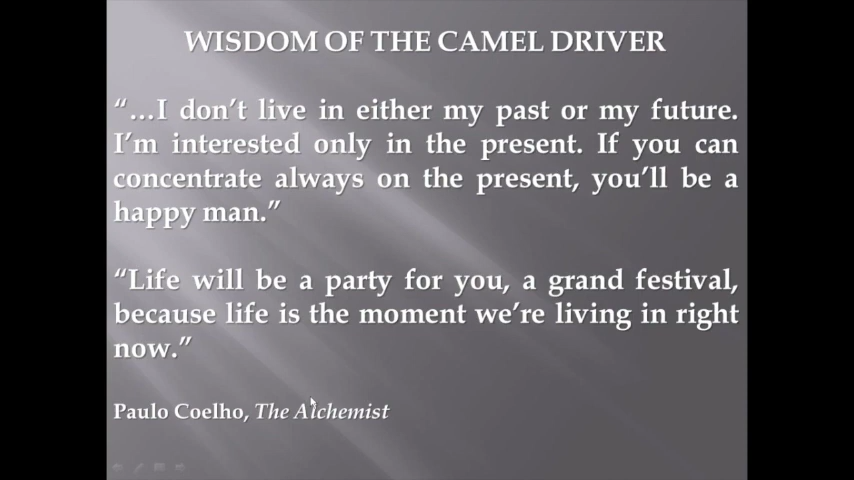 WISDOM OF THE CAMEL DRIVER
“…I don’t live in either my past or my future.
I’m interested only in the present. If you can
concentrate always on the present, you’ll be a
happy man.”
“Life will be a party for you, a grand festival,
because life is the moment we’re living in right
now.”
Paulo Coelho, The Alchemist